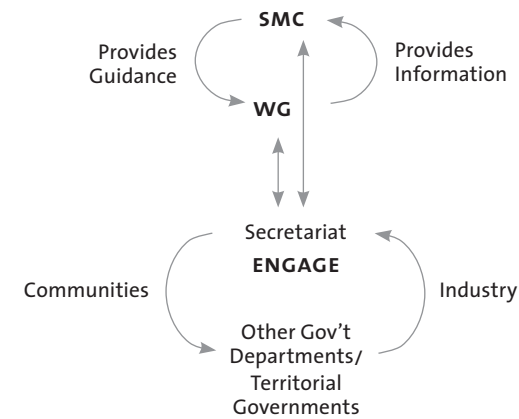 SMC
Provides
Guidance
Provides
Information
WG
Secretariat
ENGAGE
Communities
Industry
Other Gov't
Departments/
Territorial
Governments